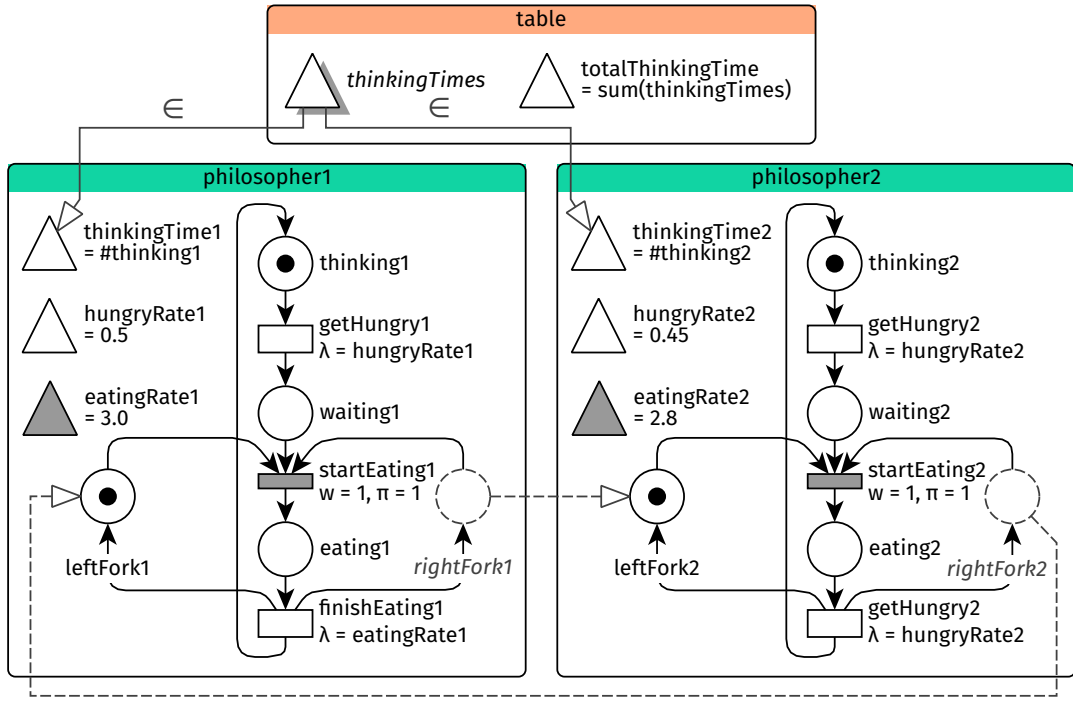 table
thinkingTimes
totalThinkingTime
= sum(thinkingTimes)
∈
∈
philosopher1
thinkingTime1
= #thinking1
thinking1
hungryRate1
= 0.5
getHungry1
λ = hungryRate1
eatingRate1
= 3.0
waiting1
startEating1
w = 1, π = 1
eating1
leftFork1
rightFork1
finishEating1
λ = eatingRate1
philosopher2
thinkingTime2
= #thinking2
thinking2
hungryRate2
= 0.45
getHungry2
λ = hungryRate2
eatingRate2
= 2.8
waiting2
startEating2
w = 1, π = 1
eating2
leftFork2
rightFork2
getHungry2
λ = hungryRate2